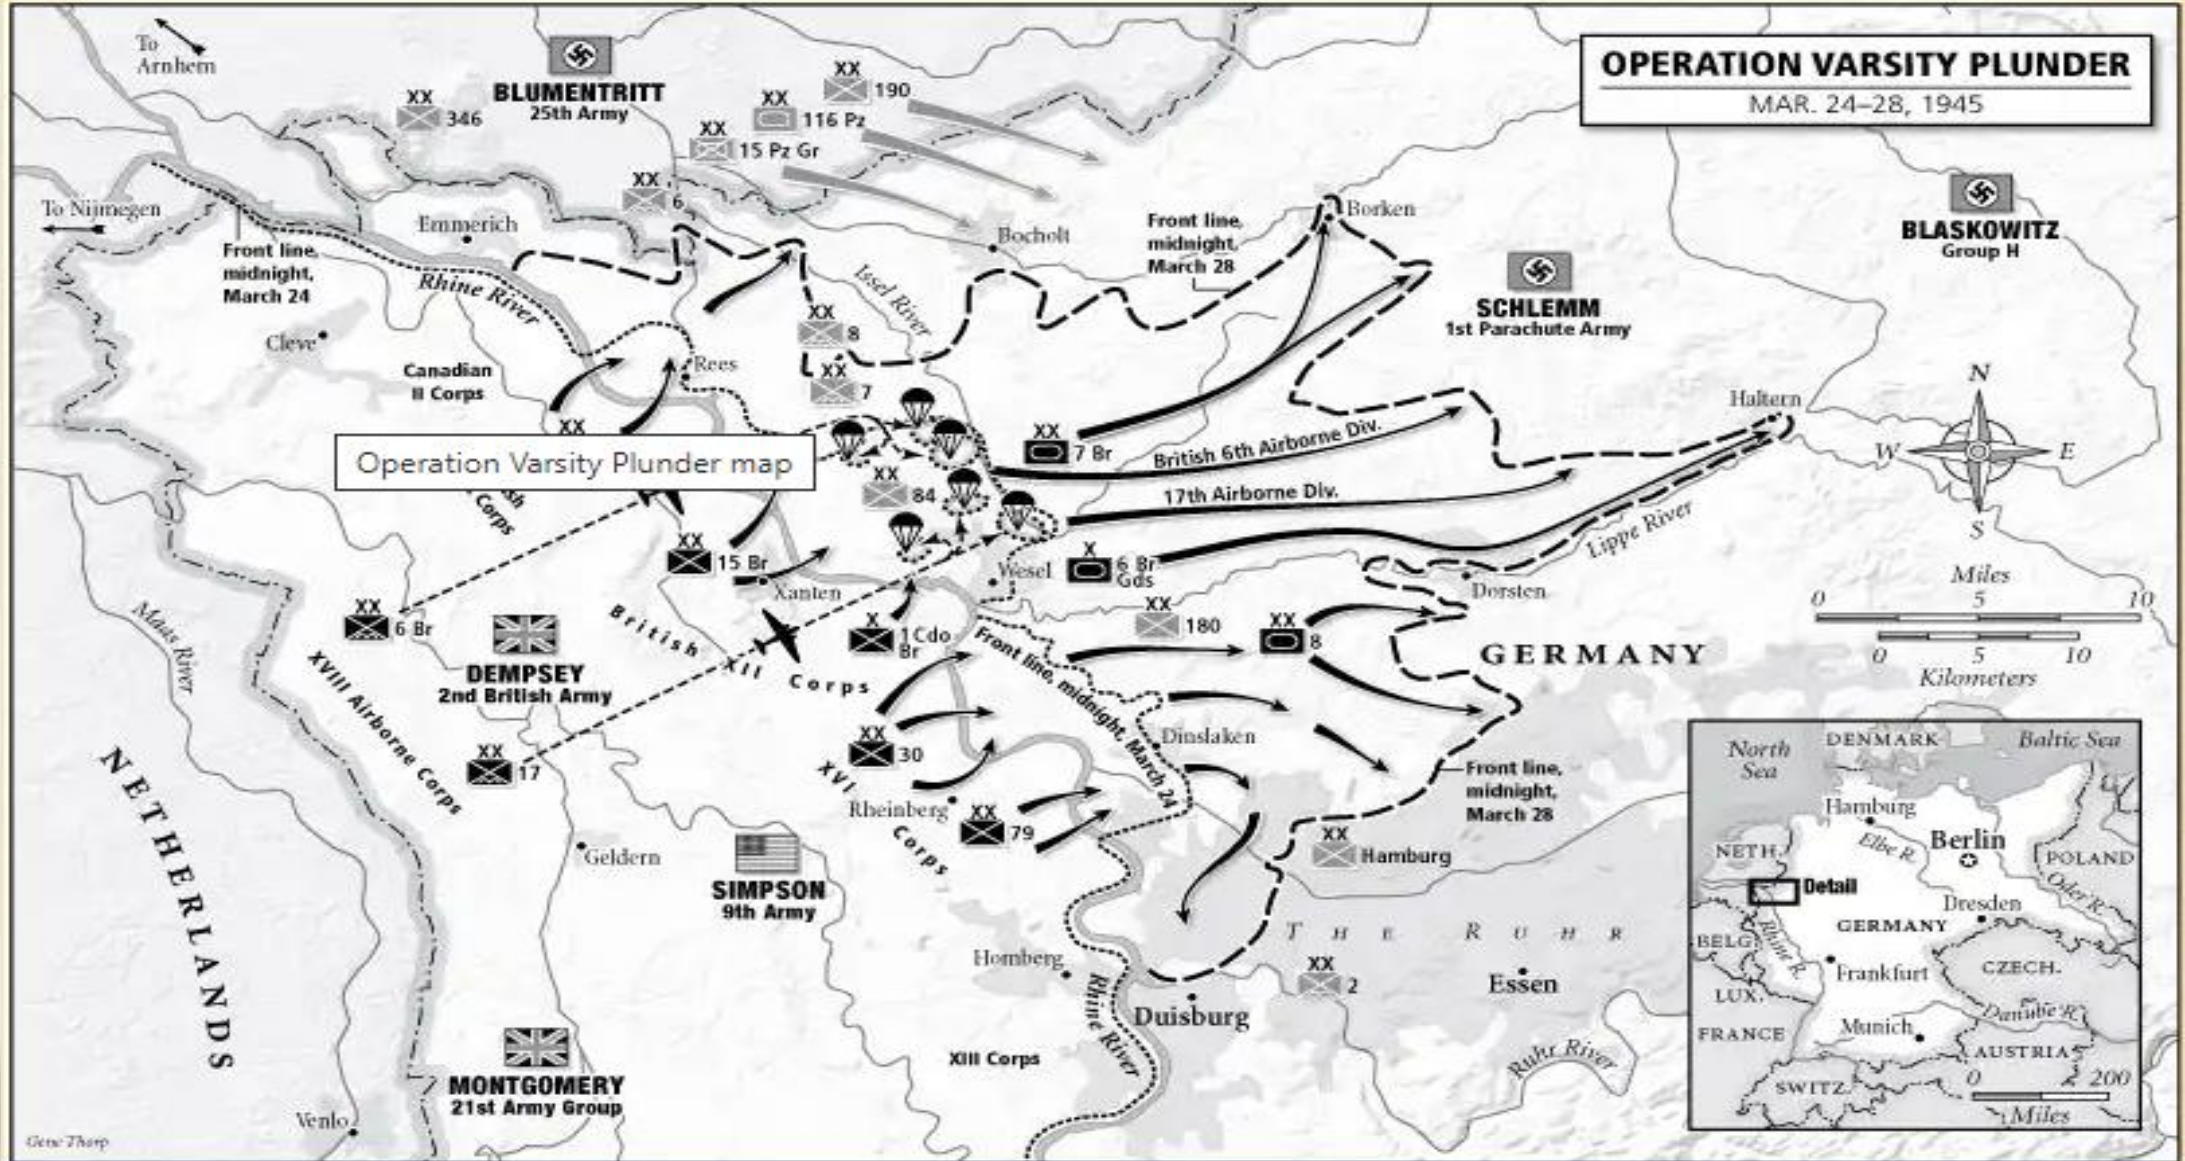 OPERATION VARSITY PLUNDER
MAR. 24–28, 1945
To
Arnhem
BLUMENTRITT
25th Army
XX
346
XX
190
XX
116 Pz
XX
15 Pz Gr
XX
6
To Nijmegen
Emmerich
Front line,
midnight,
March 24
Rhine River
Cleve
Canadian
II Corps
Rees
Issel River
Bocholt
Front line,
midnight,
March 28
Borken
SCHLEMM
1st Parachute Army
BLASKOWITZ
Group H
XX
8
XX
7
XX
Operation Varsity Plunder map
Corps
XX
84
XX
7 Br
British 6th Airborne Div.
17th Airborne Div.
Haltern
Lippe River
N
W
E
S
XX
15 Br
Xanten
Wesel
X
6 Br
Gds
Dorsten
Miles
0 5 10
0 5 10
Kilometers
Maas River
XX
6 Br
DEMPSEY
2nd British Army
British XII Corps
X
1 Cdo
Br
XX
180
XX
8
GERMANY
Front line, midnight, March 24
XVIII Airborne Corps
XX
17
XX
30
Dinslaken
Front line,
midnight,
March 28
XVI
Corps
Rheinberg
XX
79
NETHERLANDS
Geldern
SIMPSON
9th Army
XX
Hamburg
THE RUHR
Homberg
Rhine River
XX
2
Essen
Duisburg
Ruhr River
XIII Corps
MONTGOMERY
21st Army Group
Venlo
Gene Thorp
North
Sea
DENMARK
Baltic Sea
Hamburg
Elbe R.
Berlin
NETH.
POLAND
Detail
Oder R.
Dresden
GERMANY
BELG.
Rhine R.
Frankfurt
CZECH.
LUX.
Danube R.
FRANCE
Munich
AUSTRIA
SWITZ.
0 200
Miles